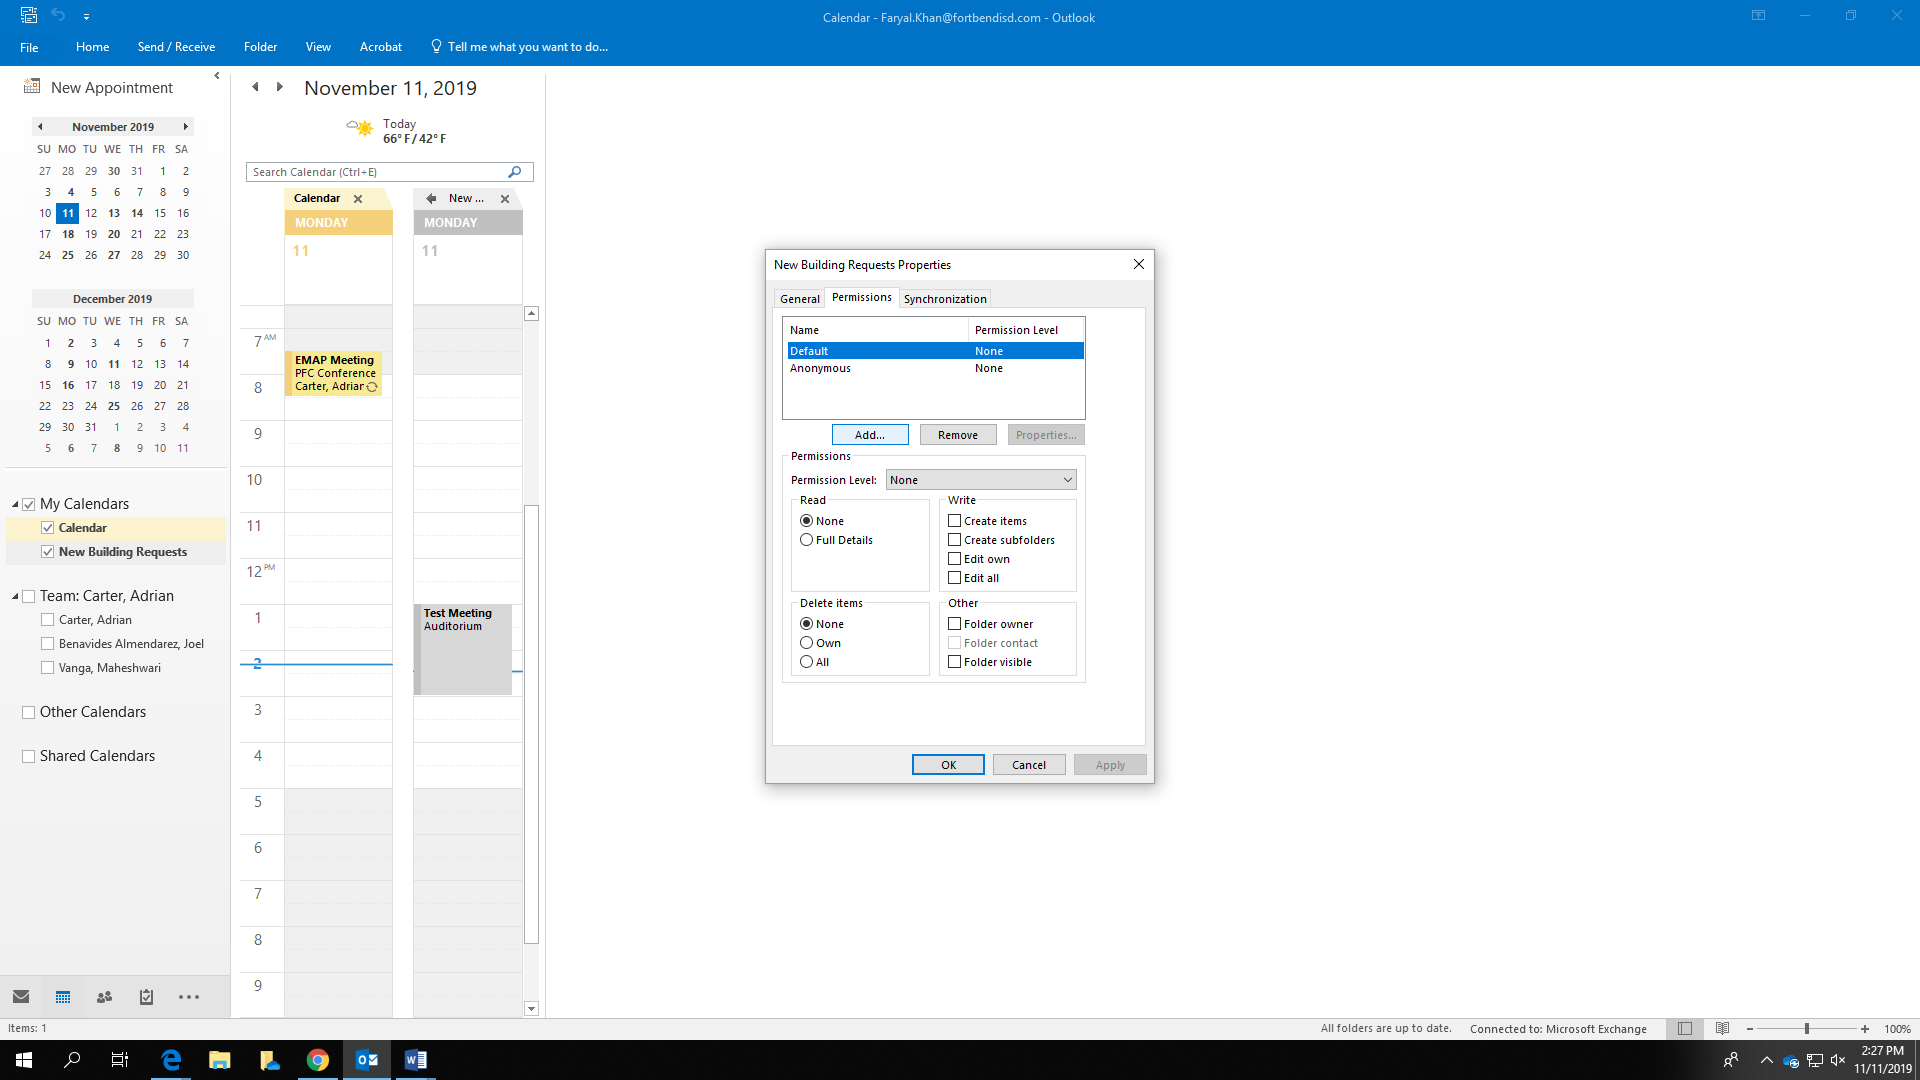 Calendar - Faryal.Khan@fortbendisd.com - Outlook
File Home Send / Receive Folder View Acrobat Tell me what you want to do...
New Appointment
November 2019
SU MO TU WE TH FR SA
27 28 29 30 31 1 2
3 4 5 6 7 8 9
10 11 12 13 14 15 16
17 18 19 20 21 22 23
24 25 26 27 28 29 30
December 2019
SU MO TU WE TH FR SA
1 2 3 4 5 6 7
8 9 10 11 12 13 14
15 16 17 18 19 20 21
22 23 24 25 26 27 28
29 30 31 1 2 3 4
5 6 7 8 9 10 11
My Calendars
Calendar
New Building Requests
Team: Carter, Adrian
Carter, Adrian
Benavides Almendarez, Joel
Vanga, Maheshwari
Other Calendars
Shared Calendars
November 11, 2019
Today
66° F / 42° F
Search Calendar (Ctrl+E)
Calendar
New ...
MONDAY
MONDAY
11
11
7 AM
8
9
10
11
12 PM
1
2
3
4
5
6
7
8
9
EMAP Meeting
PFC Conference
Carter, Adrian
Test Meeting
Auditorium
New Building Requests Properties
General Permissions Synchronization
Name Permission Level
Default None
Anonymous None
Add... Remove Properties...
Permissions
Permission Level: None
Read
None
Full Details
Write
Create items
Create subfolders
Edit own
Edit all
Delete items
None
Own
All
Other
Folder owner
Folder contact
Folder visible
OK Cancel Apply
Items: 1
All folders are up to date. Connected to: Microsoft Exchange 100%
2:27 PM
11/11/2019